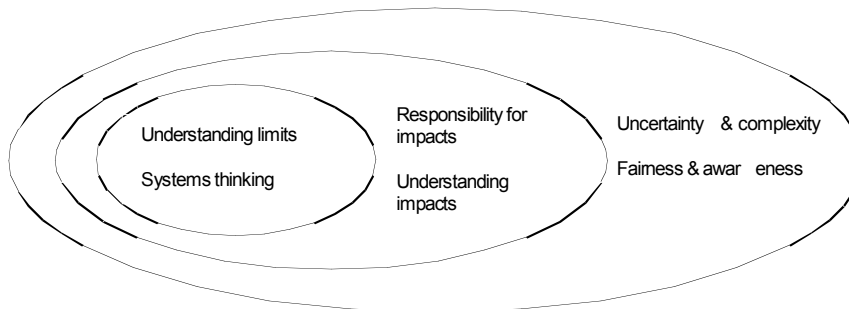 Understanding limits
Systems thinking
Responsibility for
impacts
Understanding
impacts
Uncertainty & complexity
Fairness & awar eness